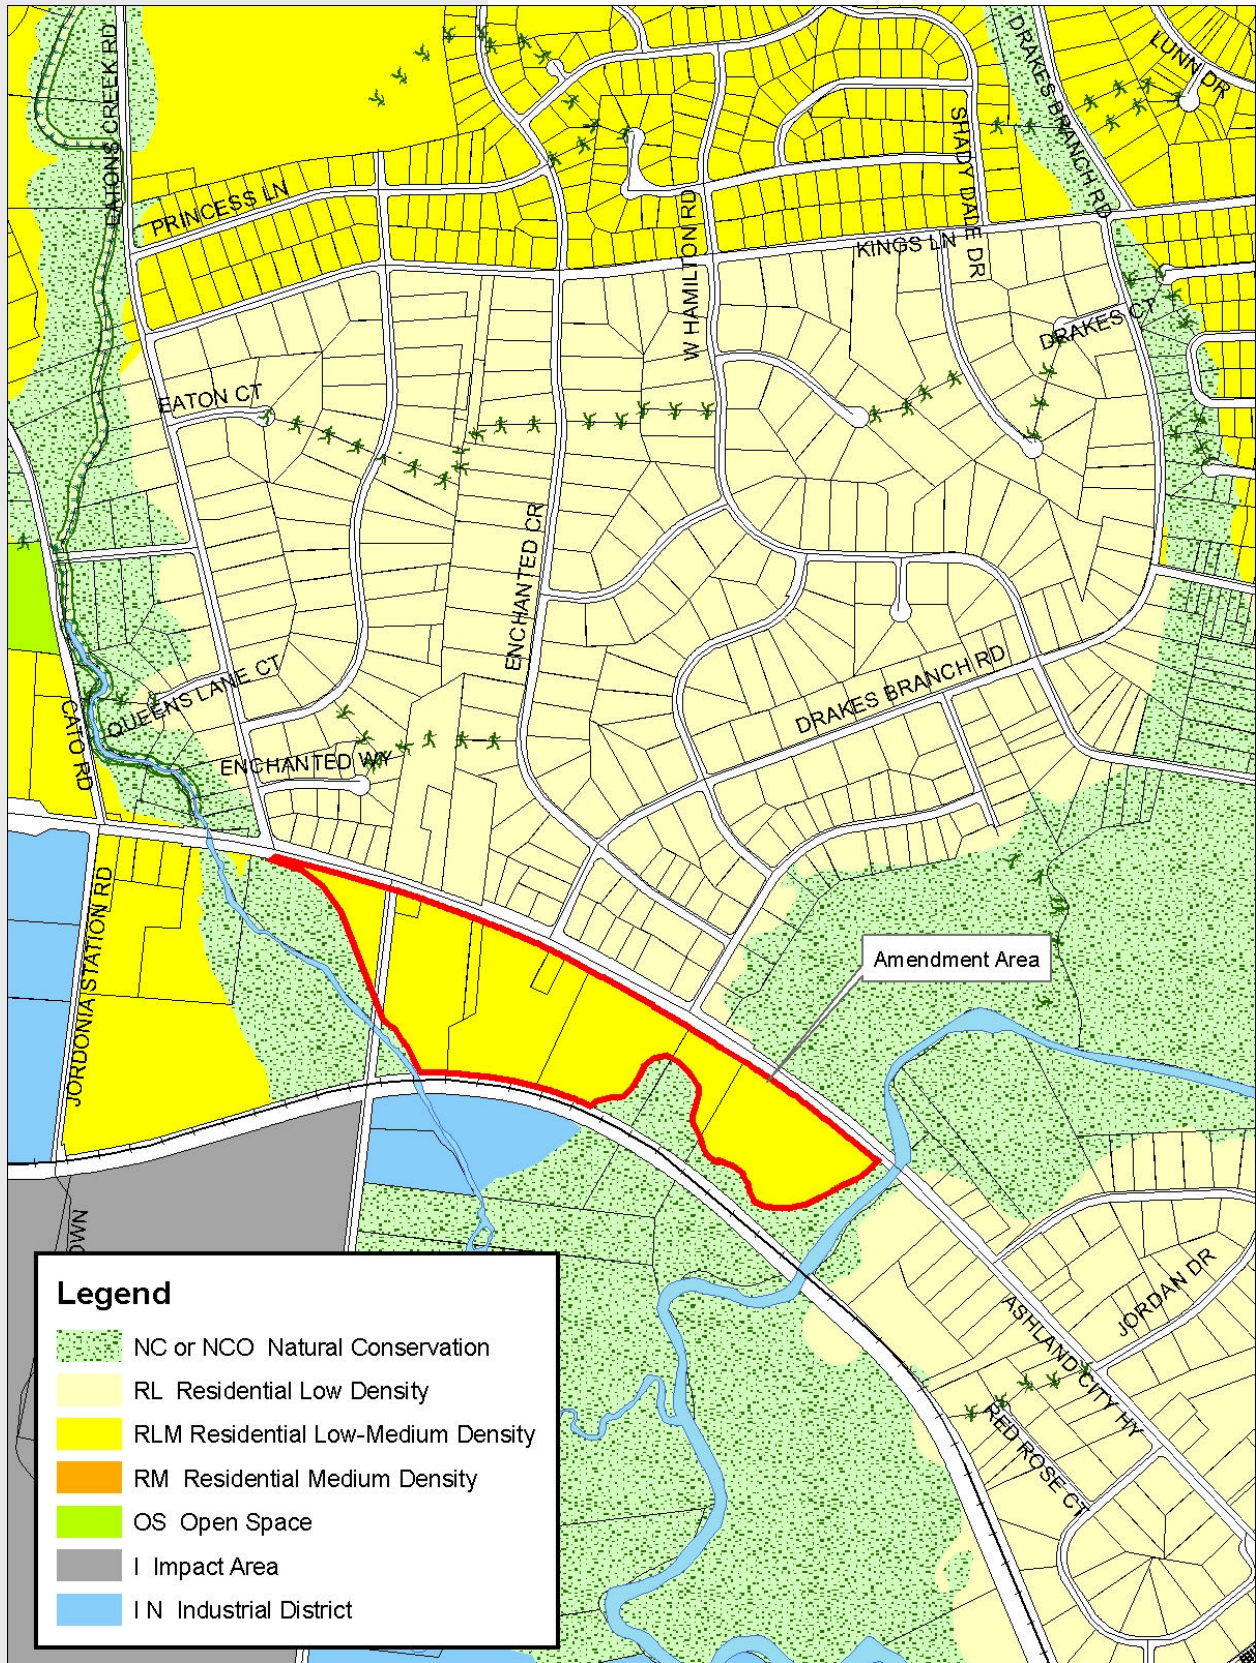 EATONS CREEK RD
DRAKES BRANCH RD
LUNN DR
PRINCESS LN
SHADY DALE DR
W HAMILTON RD
KINGS LN
DRAKES CT
EATON CT
ENCHANTED CR
QUEENS LANE CT
DRAKES BRANCH RD
CATO RD
ENCHANTED WY
JORDONIA STATION RD
Amendment Area
OWN
JORDAN DR
ASHLAND CITY HY
RED ROSE CT
Legend
NC or NCO Natural Conservation
RL Residential Low Density
RLM Residential Low-Medium Density
RM Residential Medium Density
OS Open Space
I Impact Area
I N Industrial District